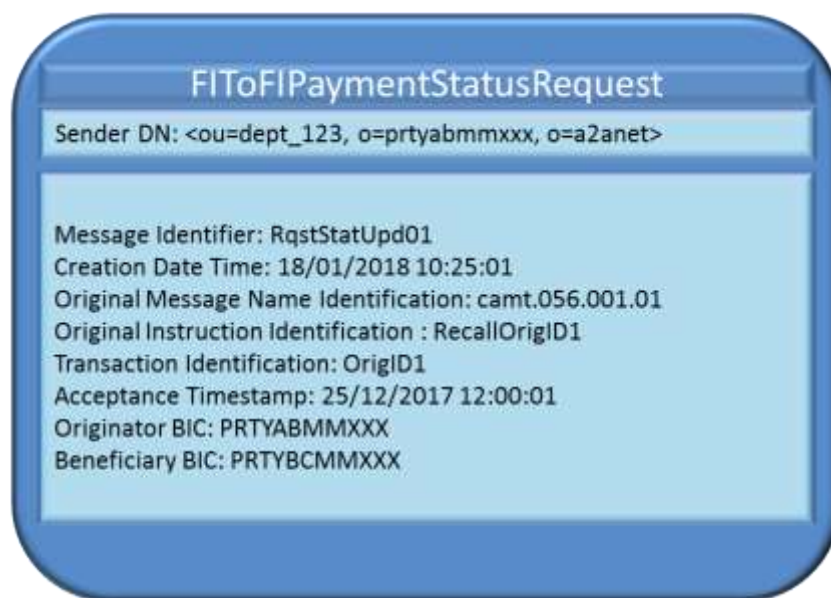 FIToFIPaymentStatusRequest
Sender DN: <ou=dept_123, o=prtyabmmxxx, o=a2anet>
Message Identifier: RqstStatUpd01
Creation Date Time: 18/01/2018 10:25:01
Original Message Name Identification: camt.056.001.01
Original Instruction Identification : RecallOrigID1
Transaction Identification: OrigID1
Acceptance Timestamp: 25/12/2017 12:00:01
Originator BIC: PRTYABMMXXX
Beneficiary BIC: PRTYBCMMXXX